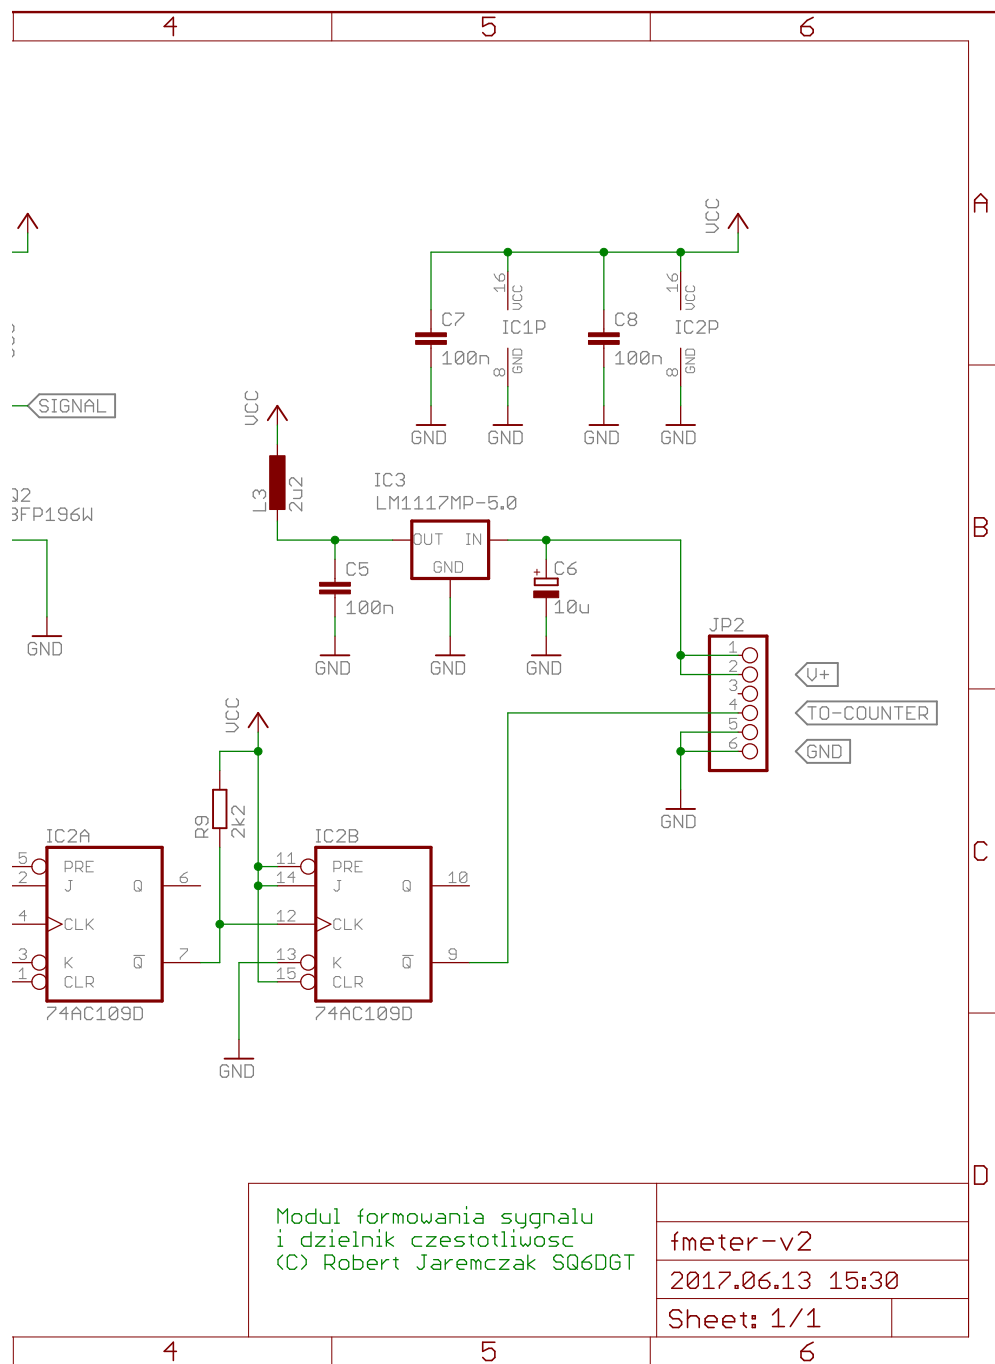 4 5 6
A
VCC
16 VCC
16 VCC
C7
IC1P
C8
IC2P
100n
8 GND
100n
8 GND
SIGNAL
VCC
GND GND GND GND
L3
2u2
IC3
LM1117MP-5.0
Q2
BFP196W
B
OUT IN
GND
C5
100n
+
C6
10u
GND
GND GND GND
JP2
1
2
3
4
5
6
V+
TO-COUNTER
GND
VCC
GND
R9
2k2
IC2A
IC2B
C
5 PRE
2 J Q 6
4 CLK
3 K Q 7
1 CLR
74AC109D
11 PRE
14 J Q 10
12 CLK
13 K Q 9
15 CLR
74AC109D
GND
D
Modul formowania sygnalu
i dzielnik czestotliwosc
(C) Robert Jaremczak SQ6DGT
fmeter-v2
2017.06.13 15:30
Sheet: 1/1
4 5 6